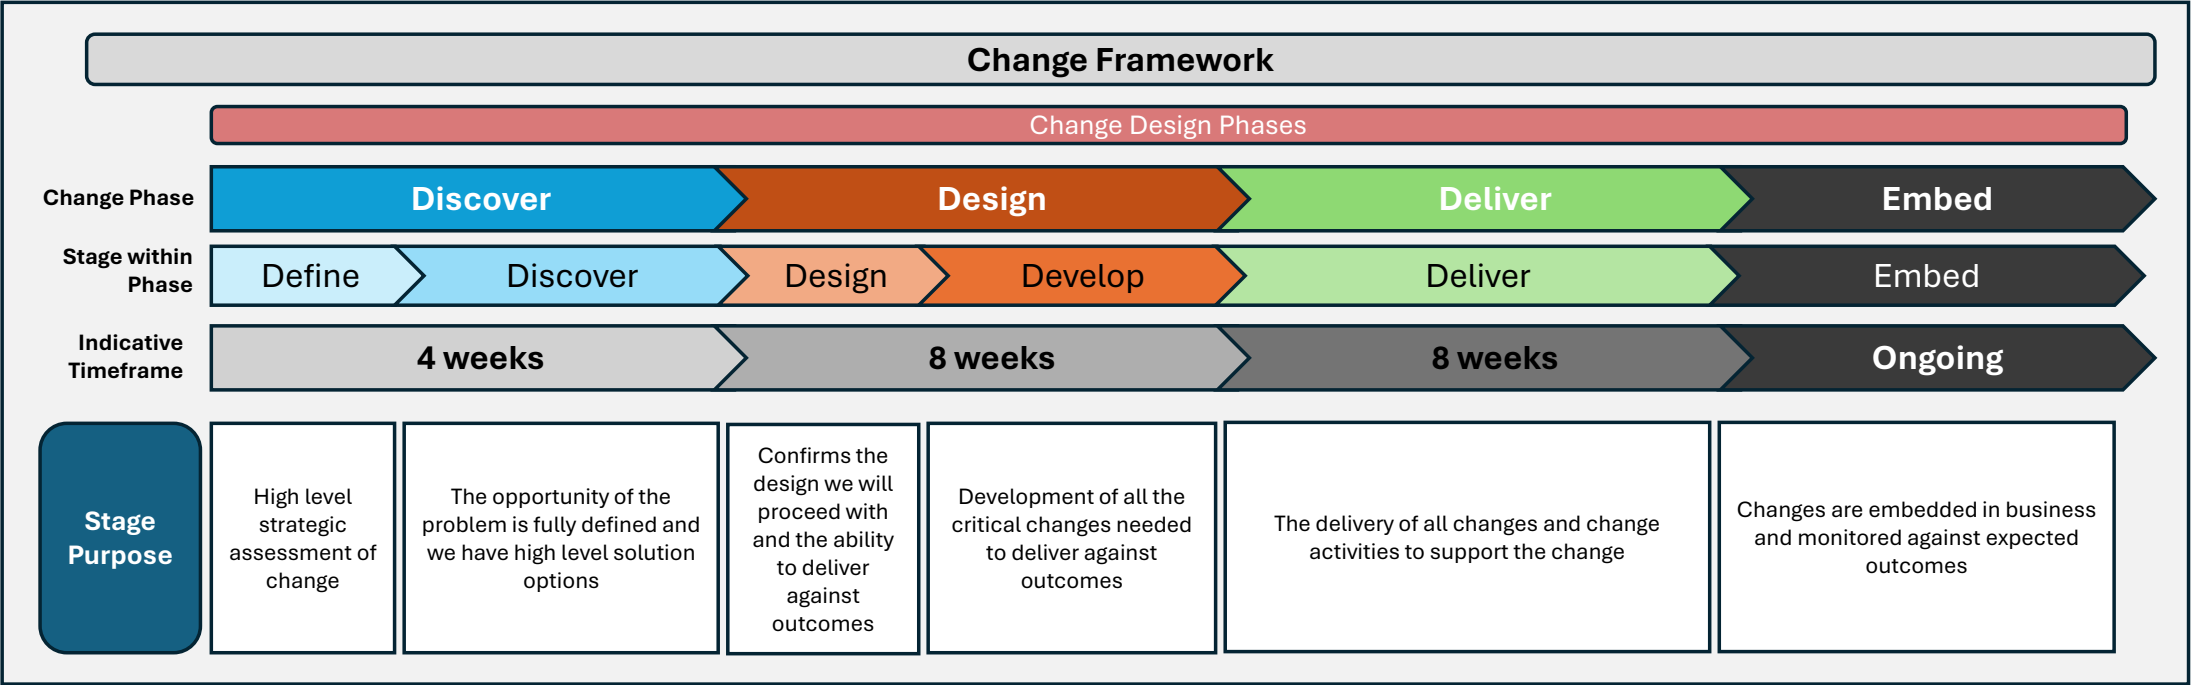 Change Framework
Change Design Phases
Change Phase
Discover
Design
Deliver
Embed
Stage within
Phase
Define
Discover
Design
Develop
Deliver
Embed
Indicative
Timeframe
4 weeks
8 weeks
8 weeks
Ongoing
Stage
Purpose
High level
strategic
assessment of
change
The opportunity of the
problem is fully defined and
we have high level solution
options
Confirms the
design we will
proceed with
and the ability
to deliver
against
outcomes
Development of all the
critical changes needed
to deliver against
outcomes
The delivery of all changes and change
activities to support the change
Changes are embedded in business
and monitored against expected
outcomes